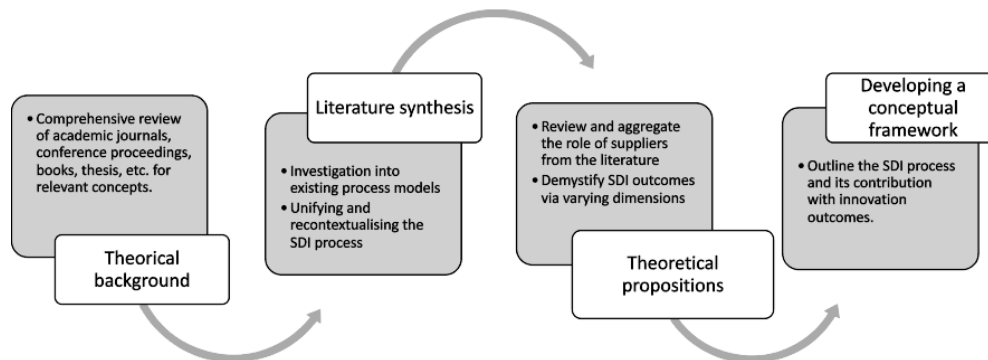 • Comprehensive review
of academic journals,
conference proceedings,
books, thesis, etc. for
relevant concepts.
Theorical
background
Literature synthesis
• Investigation into
existing process models
• Unifying and
recontextualising the
SDI process
• Review and aggregate
the role of suppliers
from the literature
• Demystify SDI outcomes
via varying dimensions
Theoretical
propositions
Developing a
conceptual
framework
• Outline the SDI process
and its contribution
with innovation
outcomes.